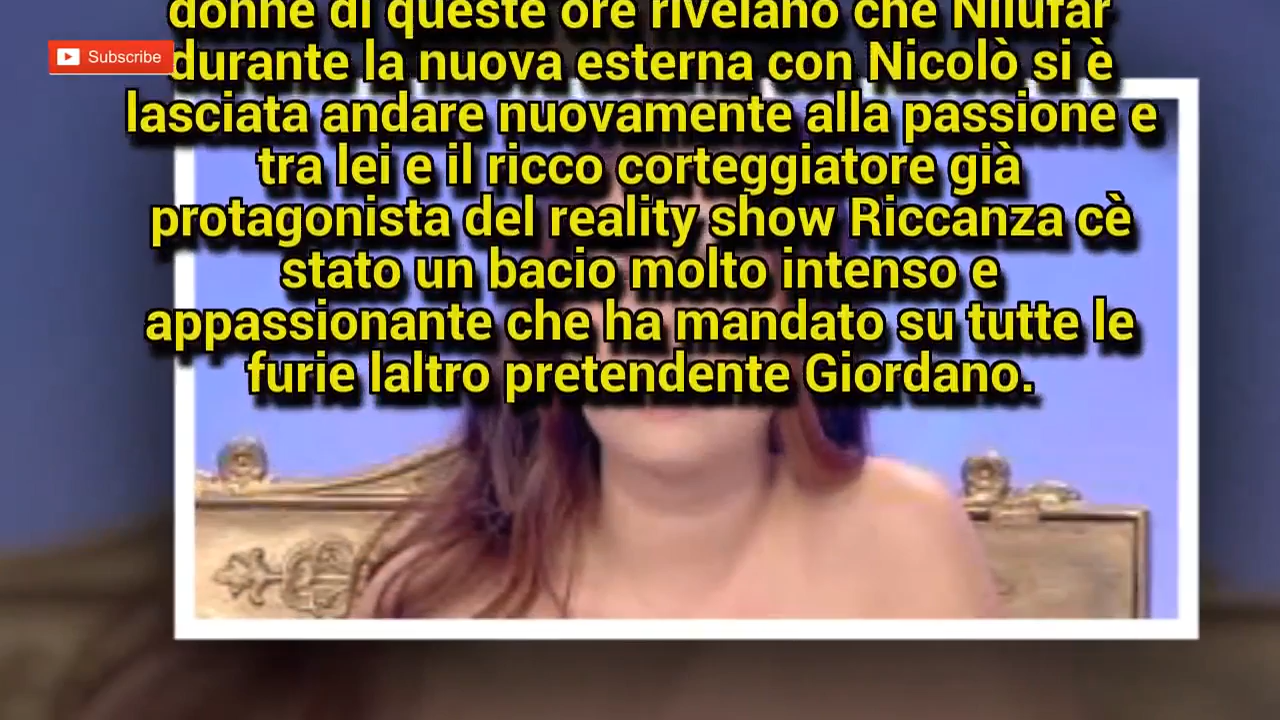 donne di queste ore rivelano che Nilufar
Subscribe
durante la nuova esterna con Nicolò si è
lasciata andare nuovamente alla passione e
tra lei e il ricco corteggiatore già
protagonista del reality show Riccanza cè
stato un bacio molto intenso e
appassionante che ha mandato su tutte le
furie laltro pretendente Giordano.